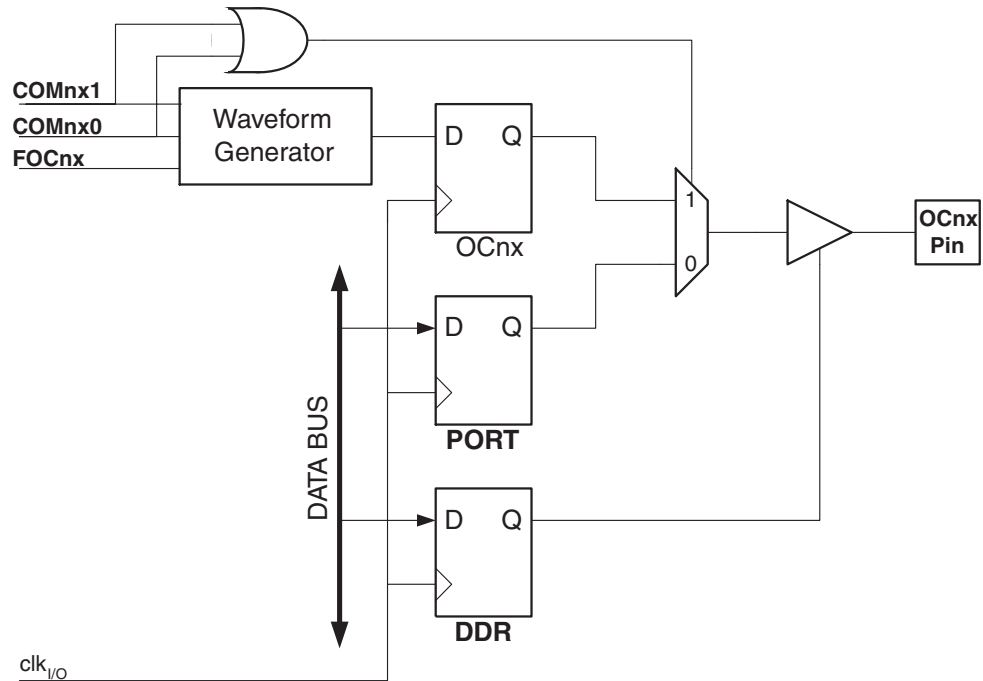 COMnx1
COMnx0
FOCnx
Waveform
Generator
D Q
OCnx
1
0
OCnx
Pin
D Q
PORT
DATA BUS
D Q
DDR
clkI/O